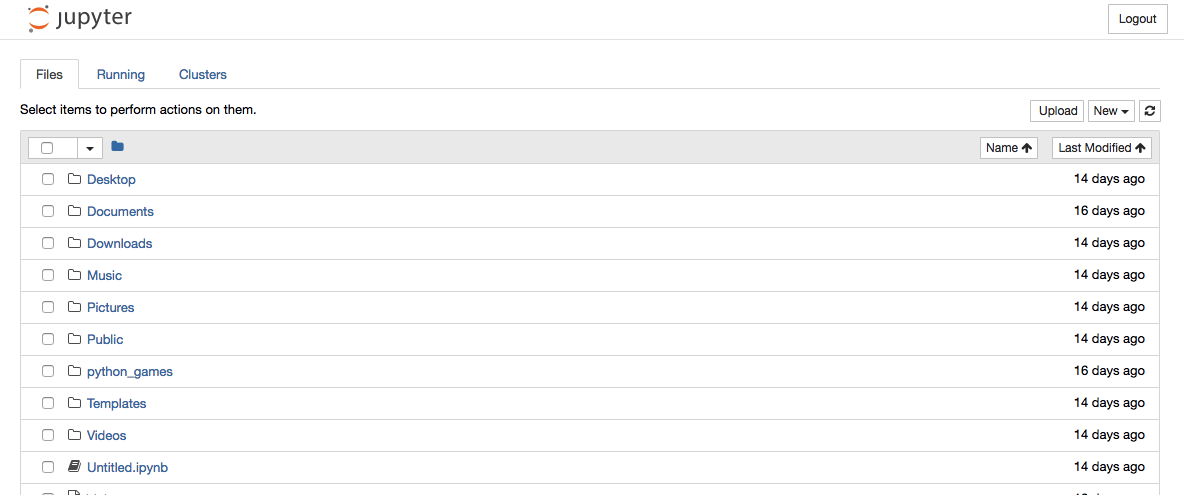 jupyter Logout
Files Running Clusters
Select items to perform actions on them. Upload New
Name Last Modified
Desktop 14 days ago
Documents 16 days ago
Downloads 14 days ago
Music 14 days ago
Pictures 14 days ago
Public 14 days ago
python_games 16 days ago
Templates 14 days ago
Videos 14 days ago
Untitled.ipynb 14 days ago